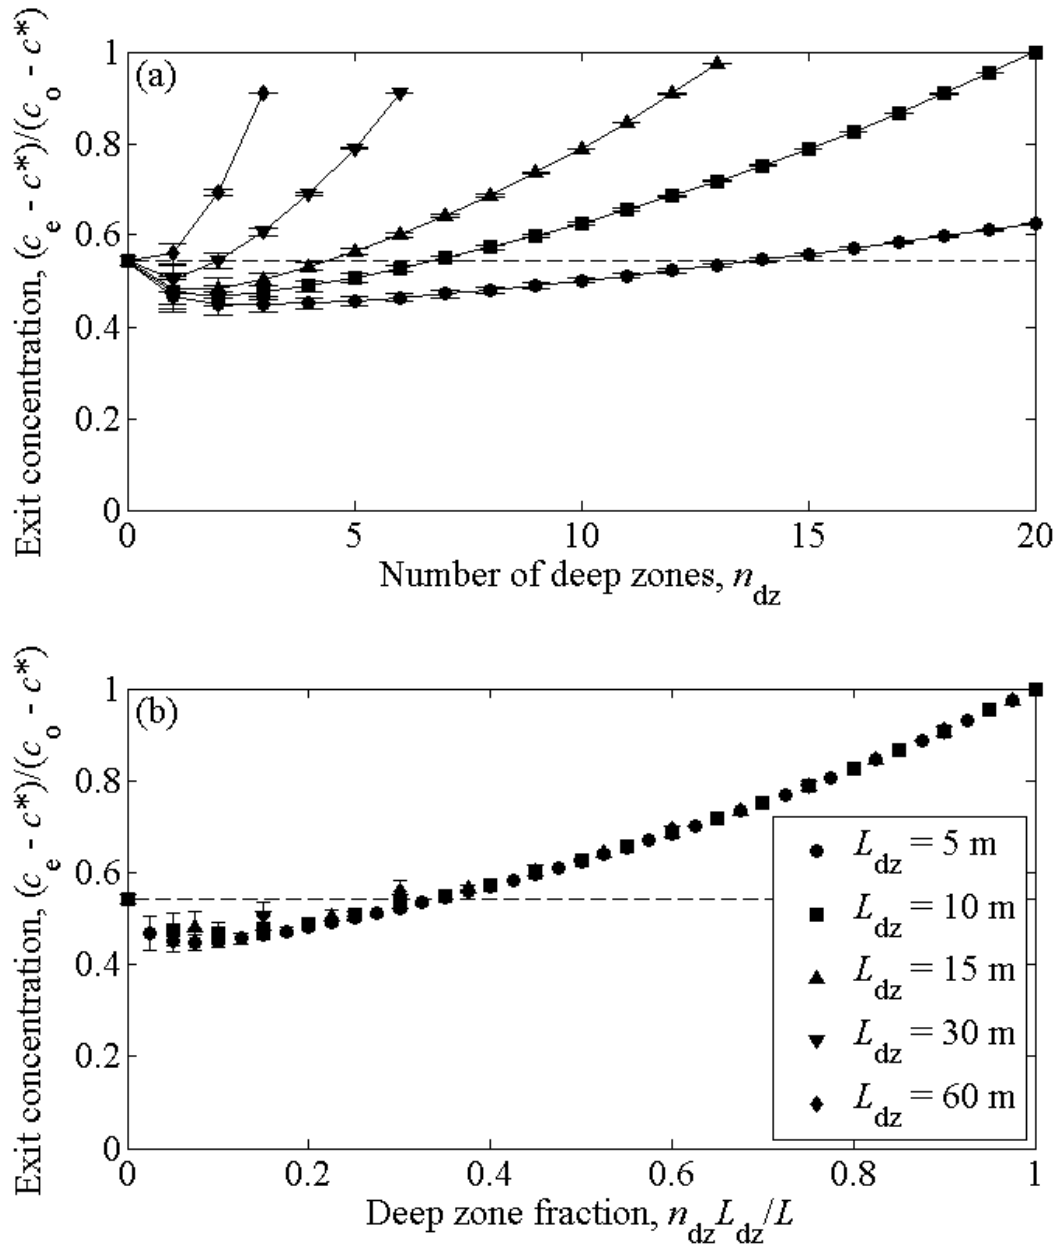 (a)
Exit concentration, (c_e - c*)/(c_o - c*)
1
0.8
0.6
0.4
0.2
0
0 5 10 15 20
Number of deep zones, n_dz
(b)
Exit concentration, (c_e - c*)/(c_o - c*)
1
0.8
0.6
0.4
0.2
0
L_dz = 5 m
L_dz = 10 m
L_dz = 15 m
L_dz = 30 m
L_dz = 60 m
0 0.2 0.4 0.6 0.8 1
Deep zone fraction, n_dz L_dz/L